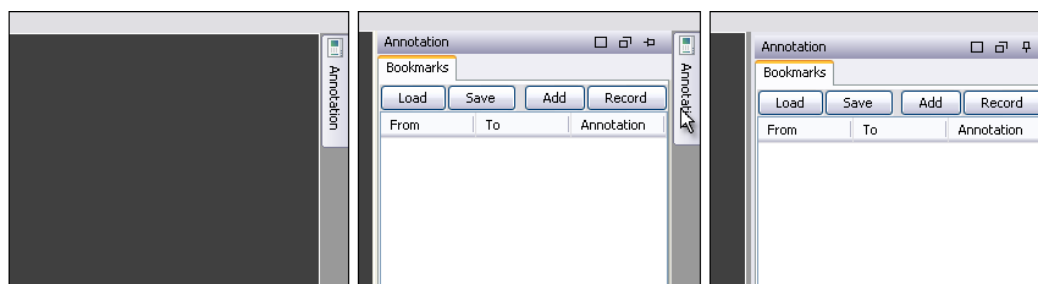 Annotation
Annotation
Bookmarks
Load Save Add Record
From To Annotation
Annotation
Annotation
Bookmarks
Load Save Add Record
From To Annotation